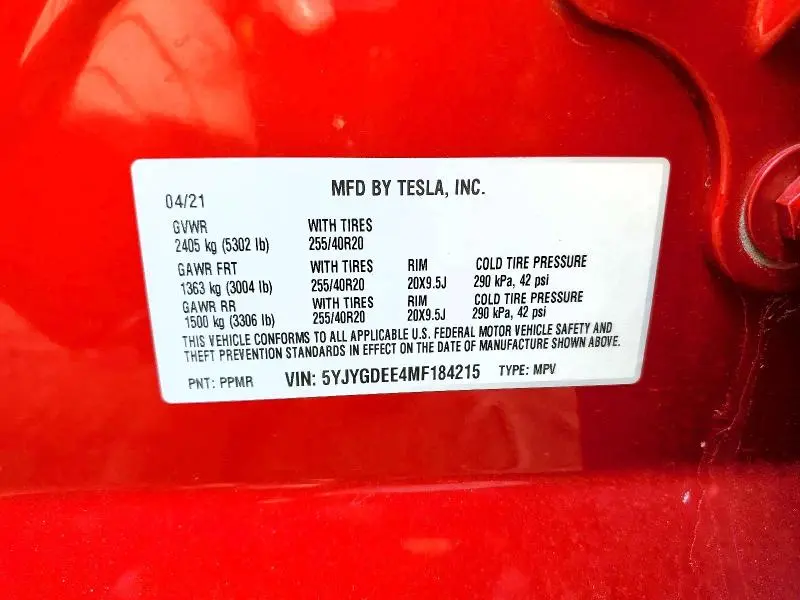 MFD BY TESLA, INC.
04/21
GVWR WITH TIRES
2405 kg (5302 lb) 255/40R20
GAWR FRT WITH TIRES RIM COLD TIRE PRESSURE
1363 kg (3004 lb) 255/40R20 20X9.5J 290 kPa, 42 psi
GAWR RR WITH TIRES RIM COLD TIRE PRESSURE
1500 kg (3306 lb) 255/40R20 20X9.5J 290 kPa, 42 psi
THIS VEHICLE CONFORMS TO ALL APPLICABLE U.S. FEDERAL MOTOR VEHICLE SAFETY AND
THEFT PREVENTION STANDARDS IN EFFECT ON THE DATE OF MANUFACTURE SHOWN ABOVE.
PNT: PPMR VIN: 5YJYGDEE4MF184215 TYPE: MPV